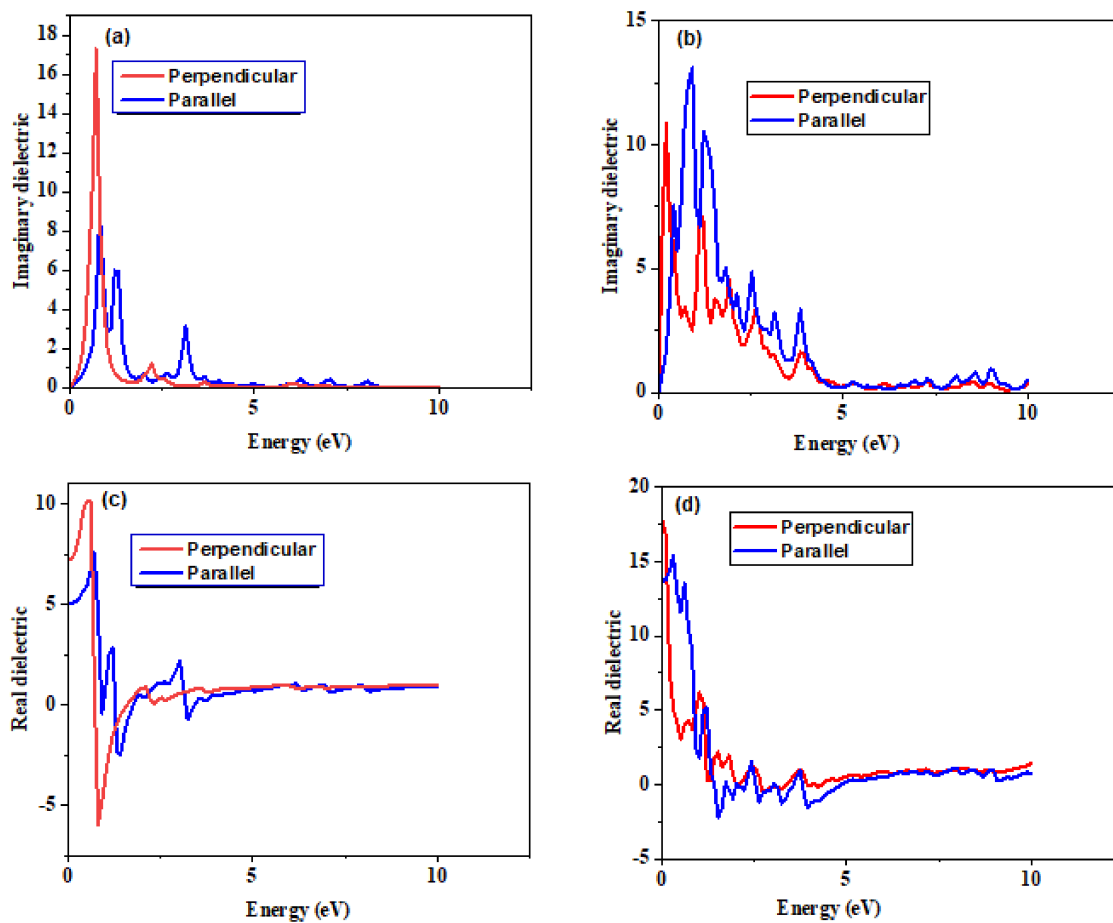 (a)
Perpendicular
Parallel
18
16
14
12
10
8
6
4
2
0
Imaginary dielectric
0
5
10
Energy (eV)
(b)
Perpendicular
Parallel
15
10
5
0
Imaginary dielectric
0
5
10
Energy (eV)
(c)
Perpendicular
Parallel
10
5
0
-5
Real dielectric
0
5
10
Energy (eV)
(d)
Perpendicular
Parallel
20
15
10
5
0
-5
Real dielectric
0
5
10
Energy (eV)